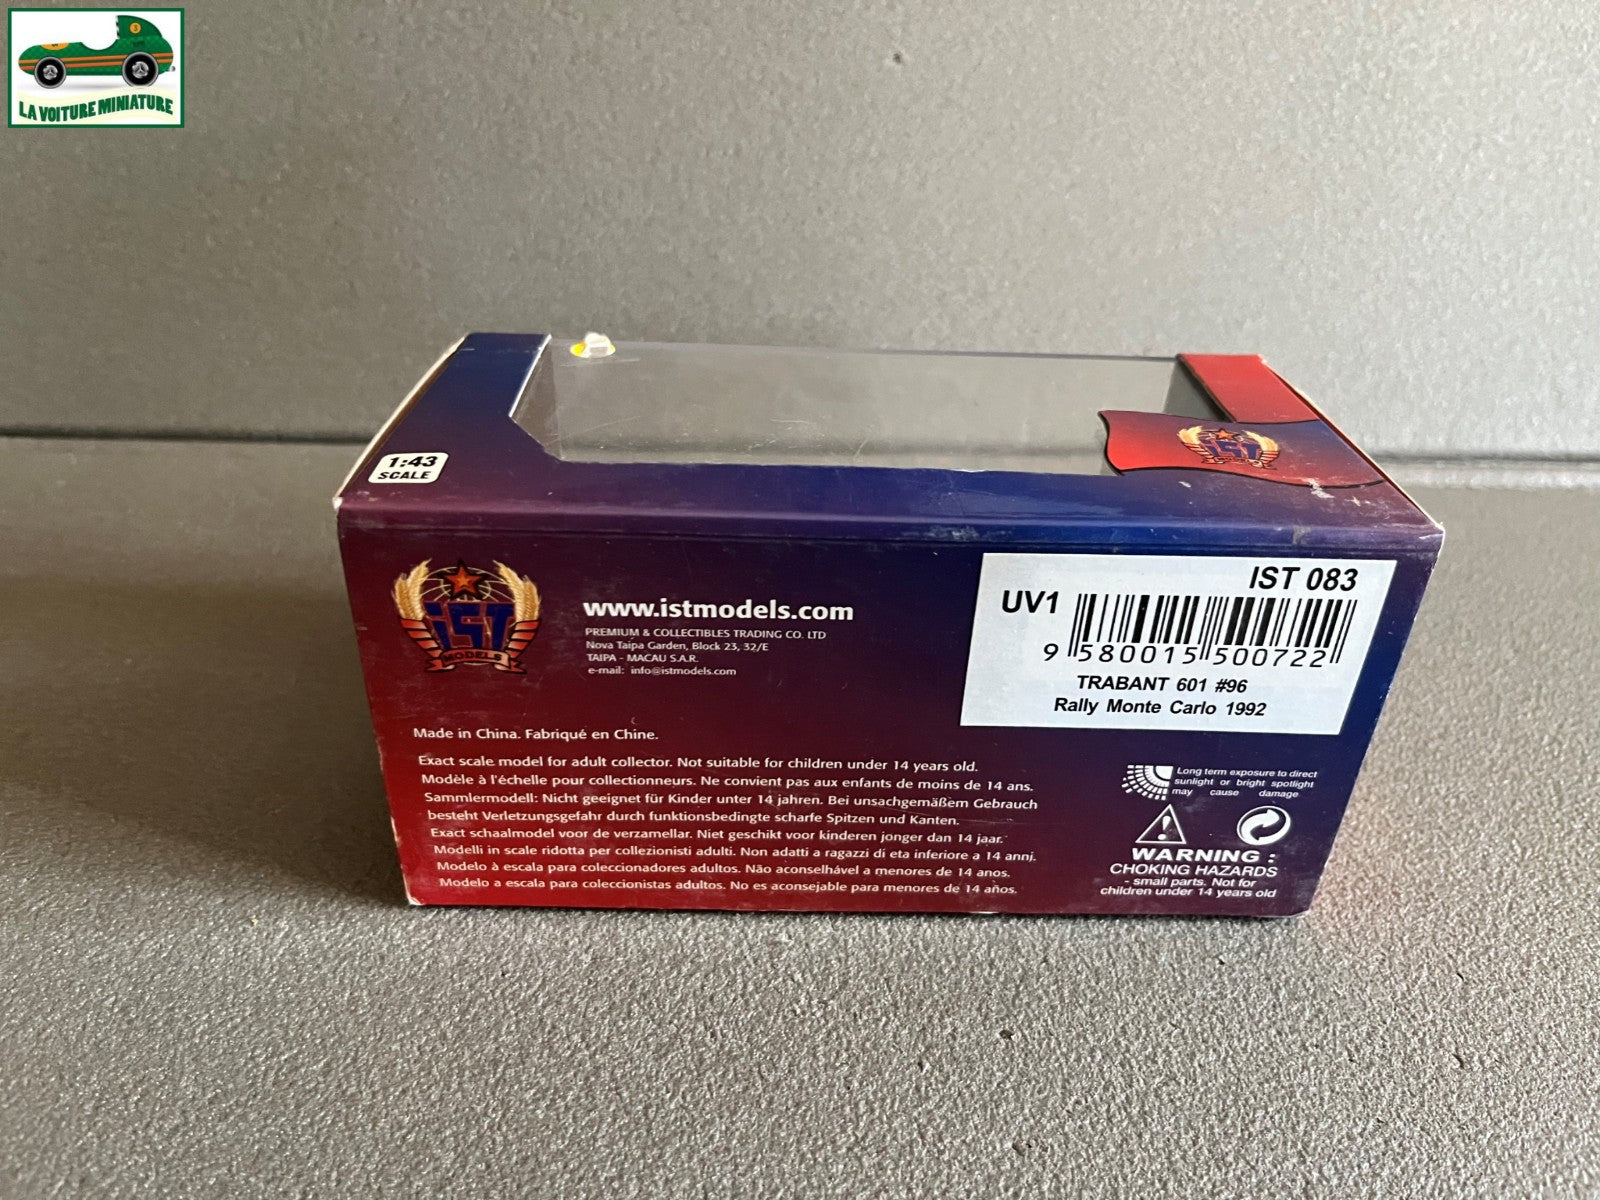 LA VOITURE MINIATURE
1:43
SCALE
iST
iST
MODELS
www.istmodels.com
PREMIUM & COLLECTIBLES TRADING CO. LTD
Nova Taipa Garden, Block 23, 32/E
TAIPA - MACAU S.A.R.
e-mail: info@istmodels.com
IST 083
UV1
9 580015 500722
TRABANT 601 #96
Rally Monte Carlo 1992
Made in China. Fabriqué en Chine.
Exact scale model for adult collector. Not suitable for children under 14 years old.
Modèle à l'échelle pour collectionneurs. Ne convient pas aux enfants de moins de 14 ans.
Sammlermodell: Nicht geeignet für Kinder unter 14 jahren. Bei unsachgemäßem Gebrauch
besteht Verletzungsgefahr durch funktionsbedingte scharfe Spitzen und Kanten.
Exact schaalmodel voor de verzamellar. Niet geschikt voor kinderen jonger dan 14 jaar.
Modelli in scale ridotta per collezionisti adulti. Non adatti a ragazzi di eta inferiore a 14 anni.
Modelo à escala para coleccionadores adultos. Não aconselhável a menores de 14 anos.
Modelo a escala para coleccionistas adultos. No es aconsejable para menores de 14 años.
Long term exposure to direct
sunlight or bright spotlight
may cause damage.
WARNING :
CHOKING HAZARDS
- small parts. Not for
children under 14 years old